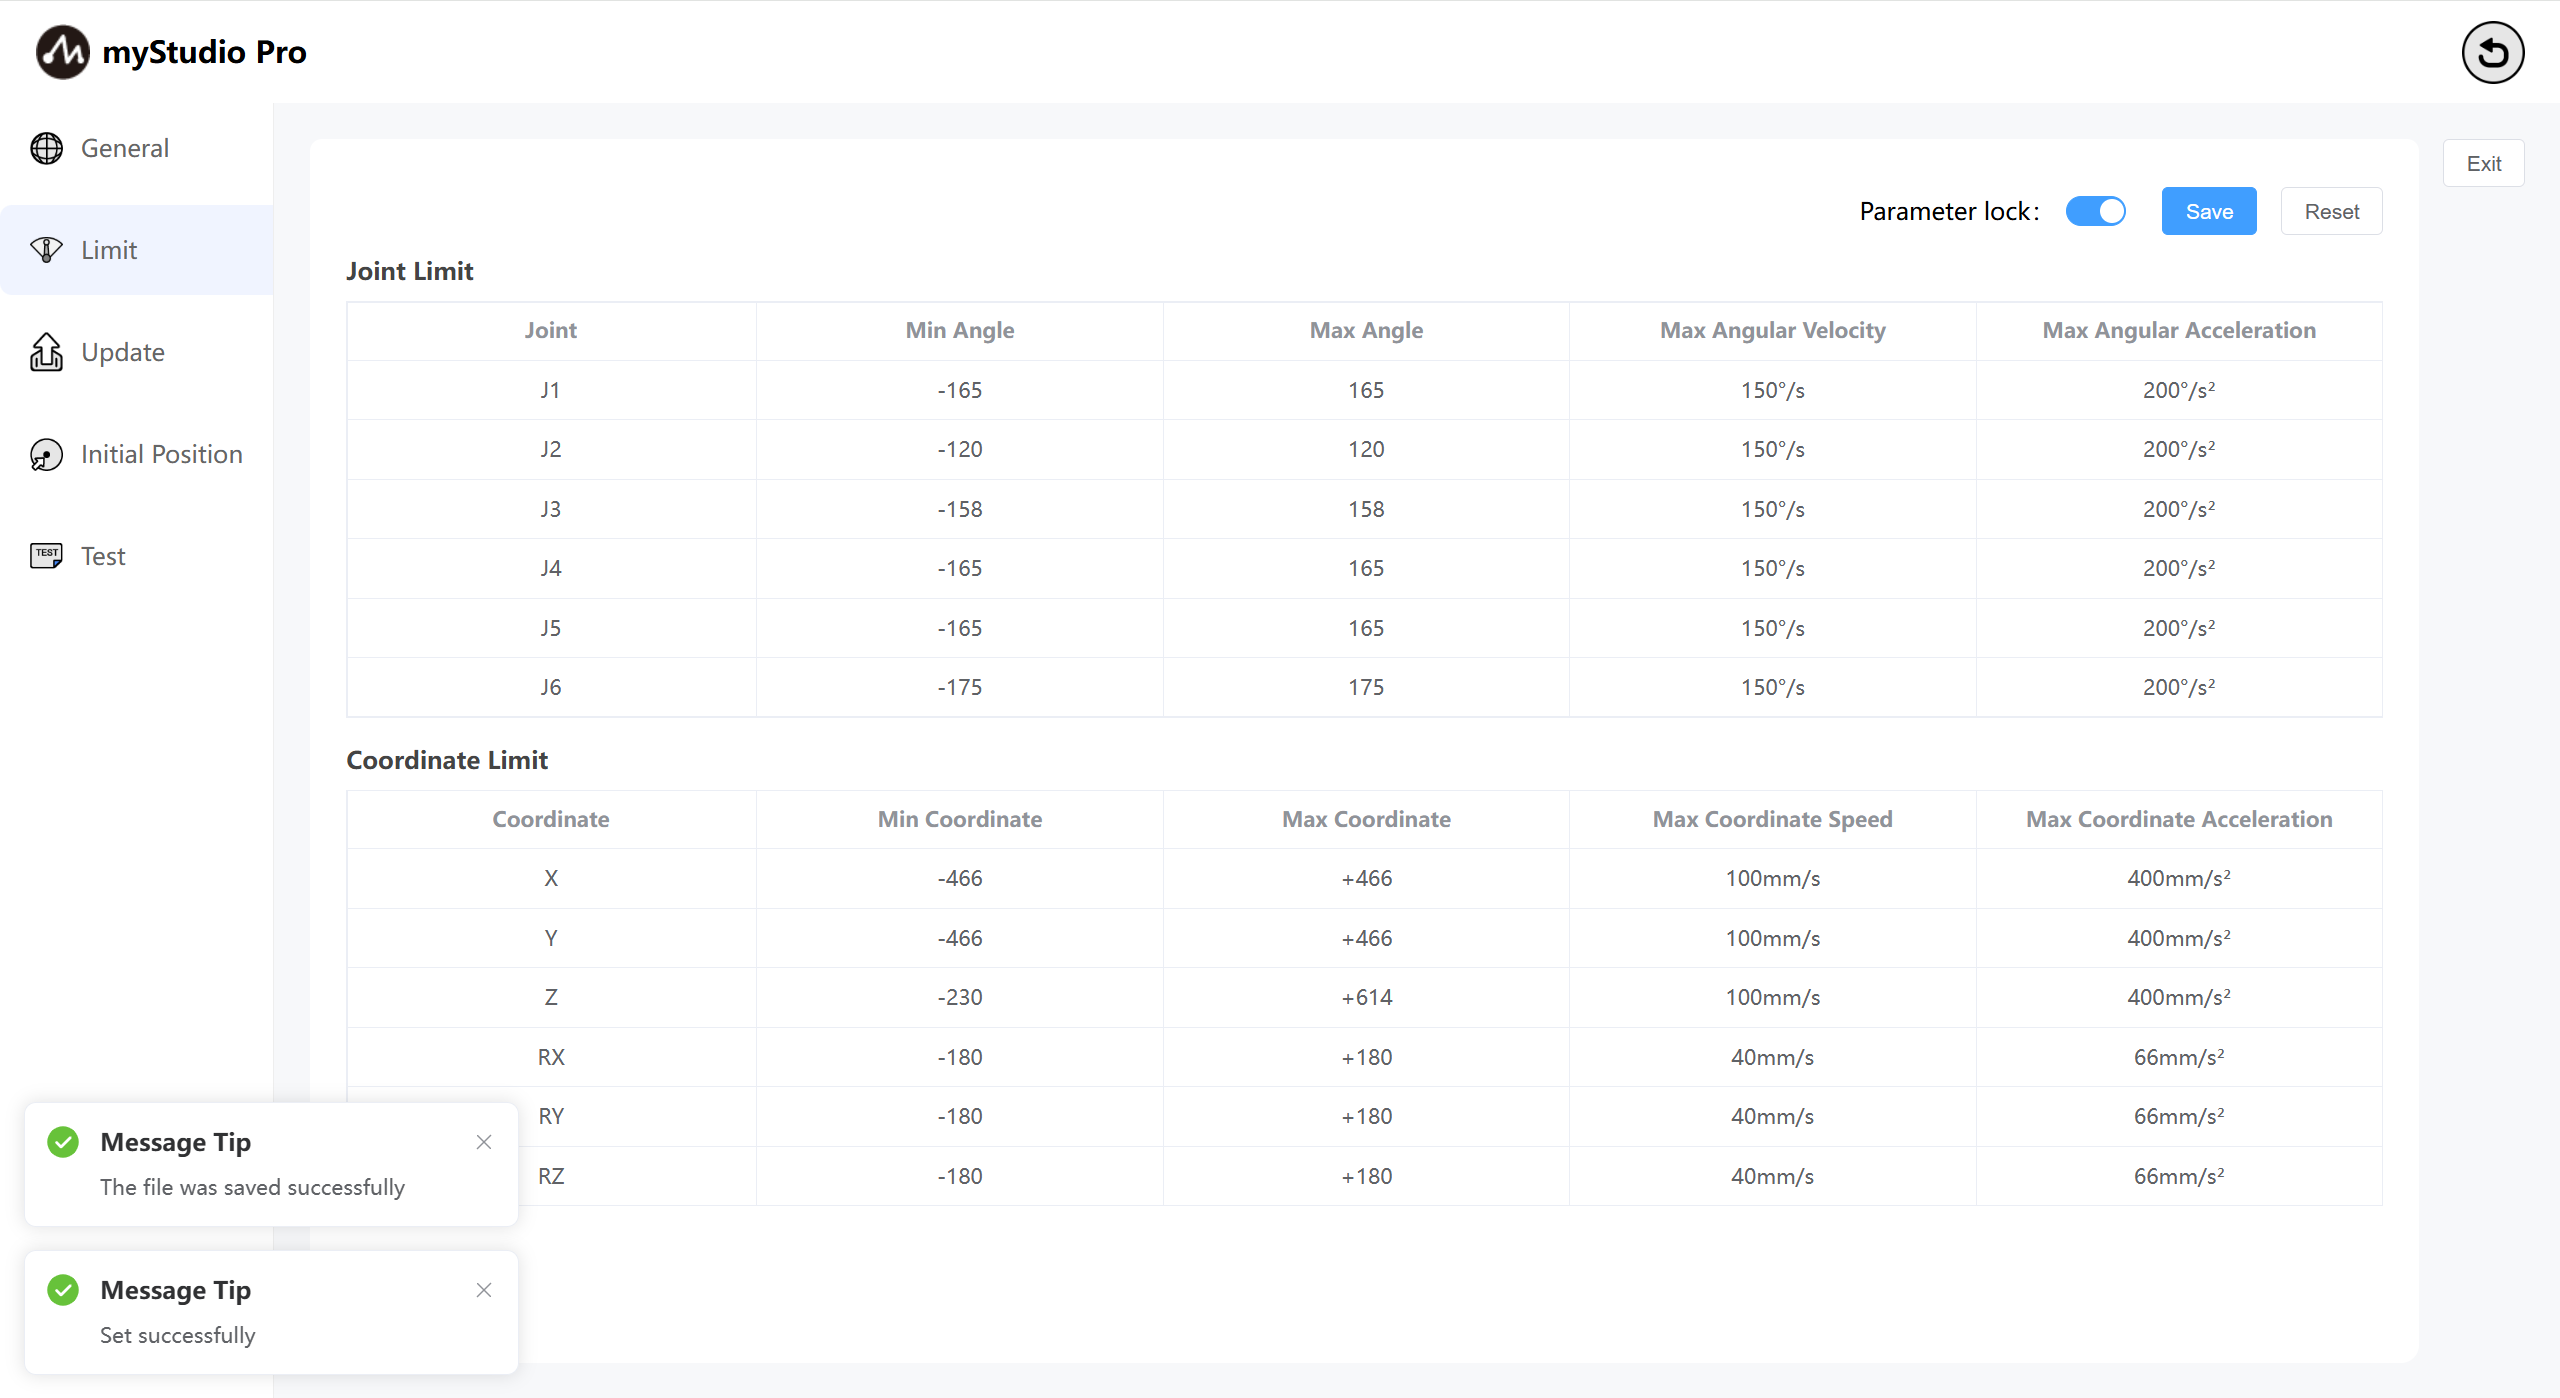 myStudio Pro
General
Limit
Update
Initial Position
TEST
Test
Exit
Parameter lock:
Save
Reset
Joint Limit
Joint Min Angle Max Angle Max Angular Velocity Max Angular Acceleration
J1 -165 165 150°/s 200°/s²
J2 -120 120 150°/s 200°/s²
J3 -158 158 150°/s 200°/s²
J4 -165 165 150°/s 200°/s²
J5 -165 165 150°/s 200°/s²
J6 -175 175 150°/s 200°/s²
Coordinate Limit
Coordinate Min Coordinate Max Coordinate Max Coordinate Speed Max Coordinate Acceleration
X -466 +466 100mm/s 400mm/s²
Y -466 +466 100mm/s 400mm/s²
Z -230 +614 100mm/s 400mm/s²
RX -180 +180 40mm/s 66mm/s²
RY -180 +180 40mm/s 66mm/s²
RZ -180 +180 40mm/s 66mm/s²
Message Tip
The file was saved successfully
Message Tip
Set successfully